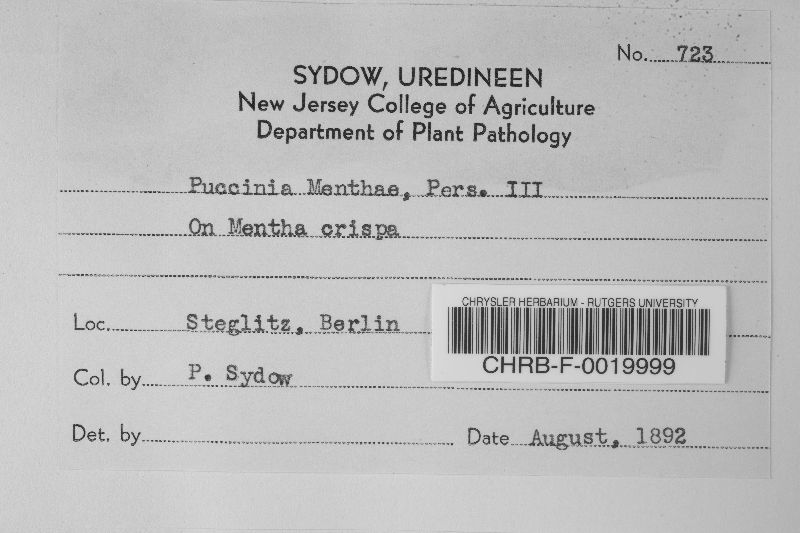 No. 723
SYDOW, UREDINEEN
New Jersey College of Agriculture
Department of Plant Pathology
Puccinia Menthae, Pers. III
On Mentha crispa
Loc. Steglitz, Berlin
CHRYSLER HERBARIUM - RUTGERS UNIVERSITY
CHRB-F-0019999
Col. by P. Sydow
Det. by
Date August, 1892